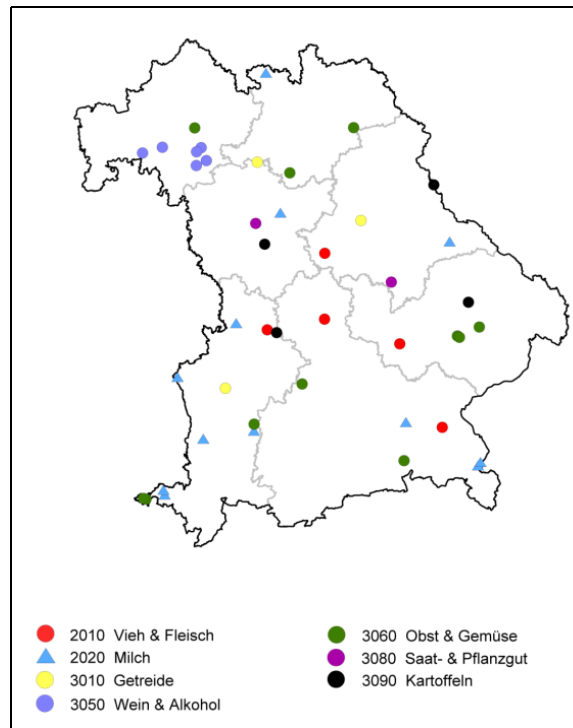 2010 Vieh & Fleisch
2020 Milch
3010 Getreide
3050 Wein & Alkohol
3060 Obst & Gemüse
3080 Saat- & Pflanzgut
3090 Kartoffeln